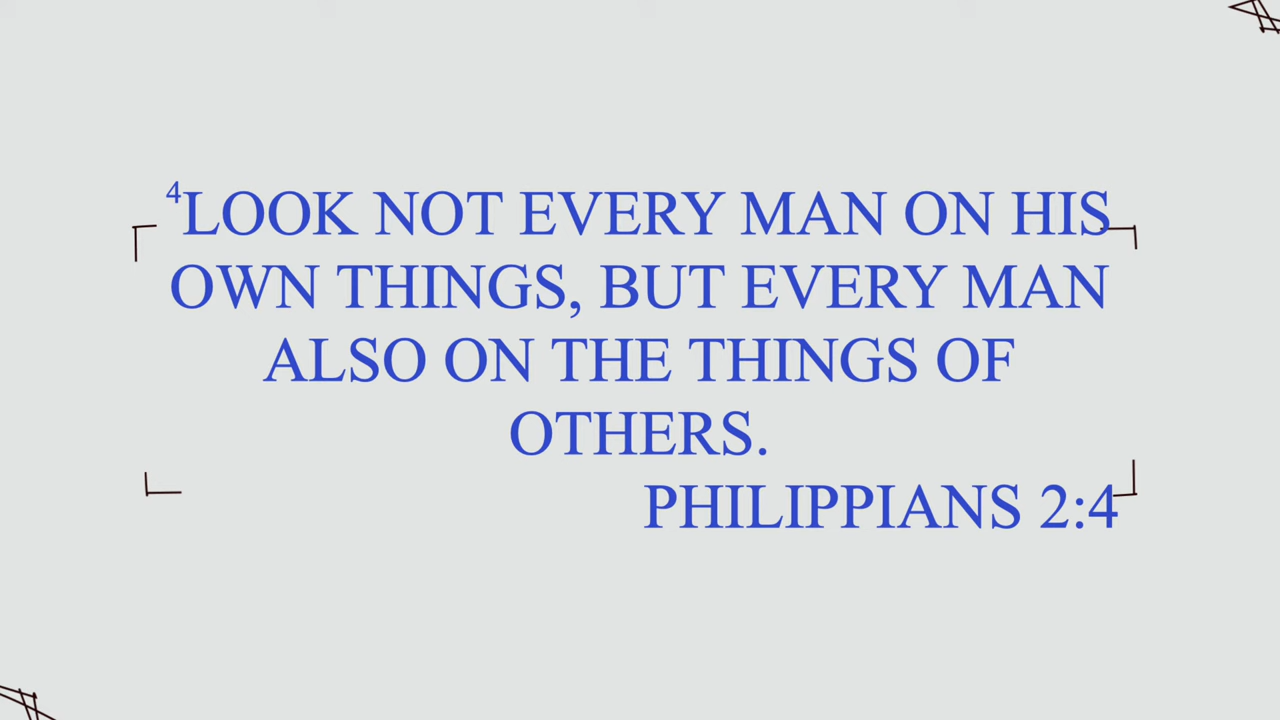 ⁴LOOK NOT EVERY MAN ON HIS
OWN THINGS, BUT EVERY MAN
ALSO ON THE THINGS OF
OTHERS.
PHILIPPIANS 2:4